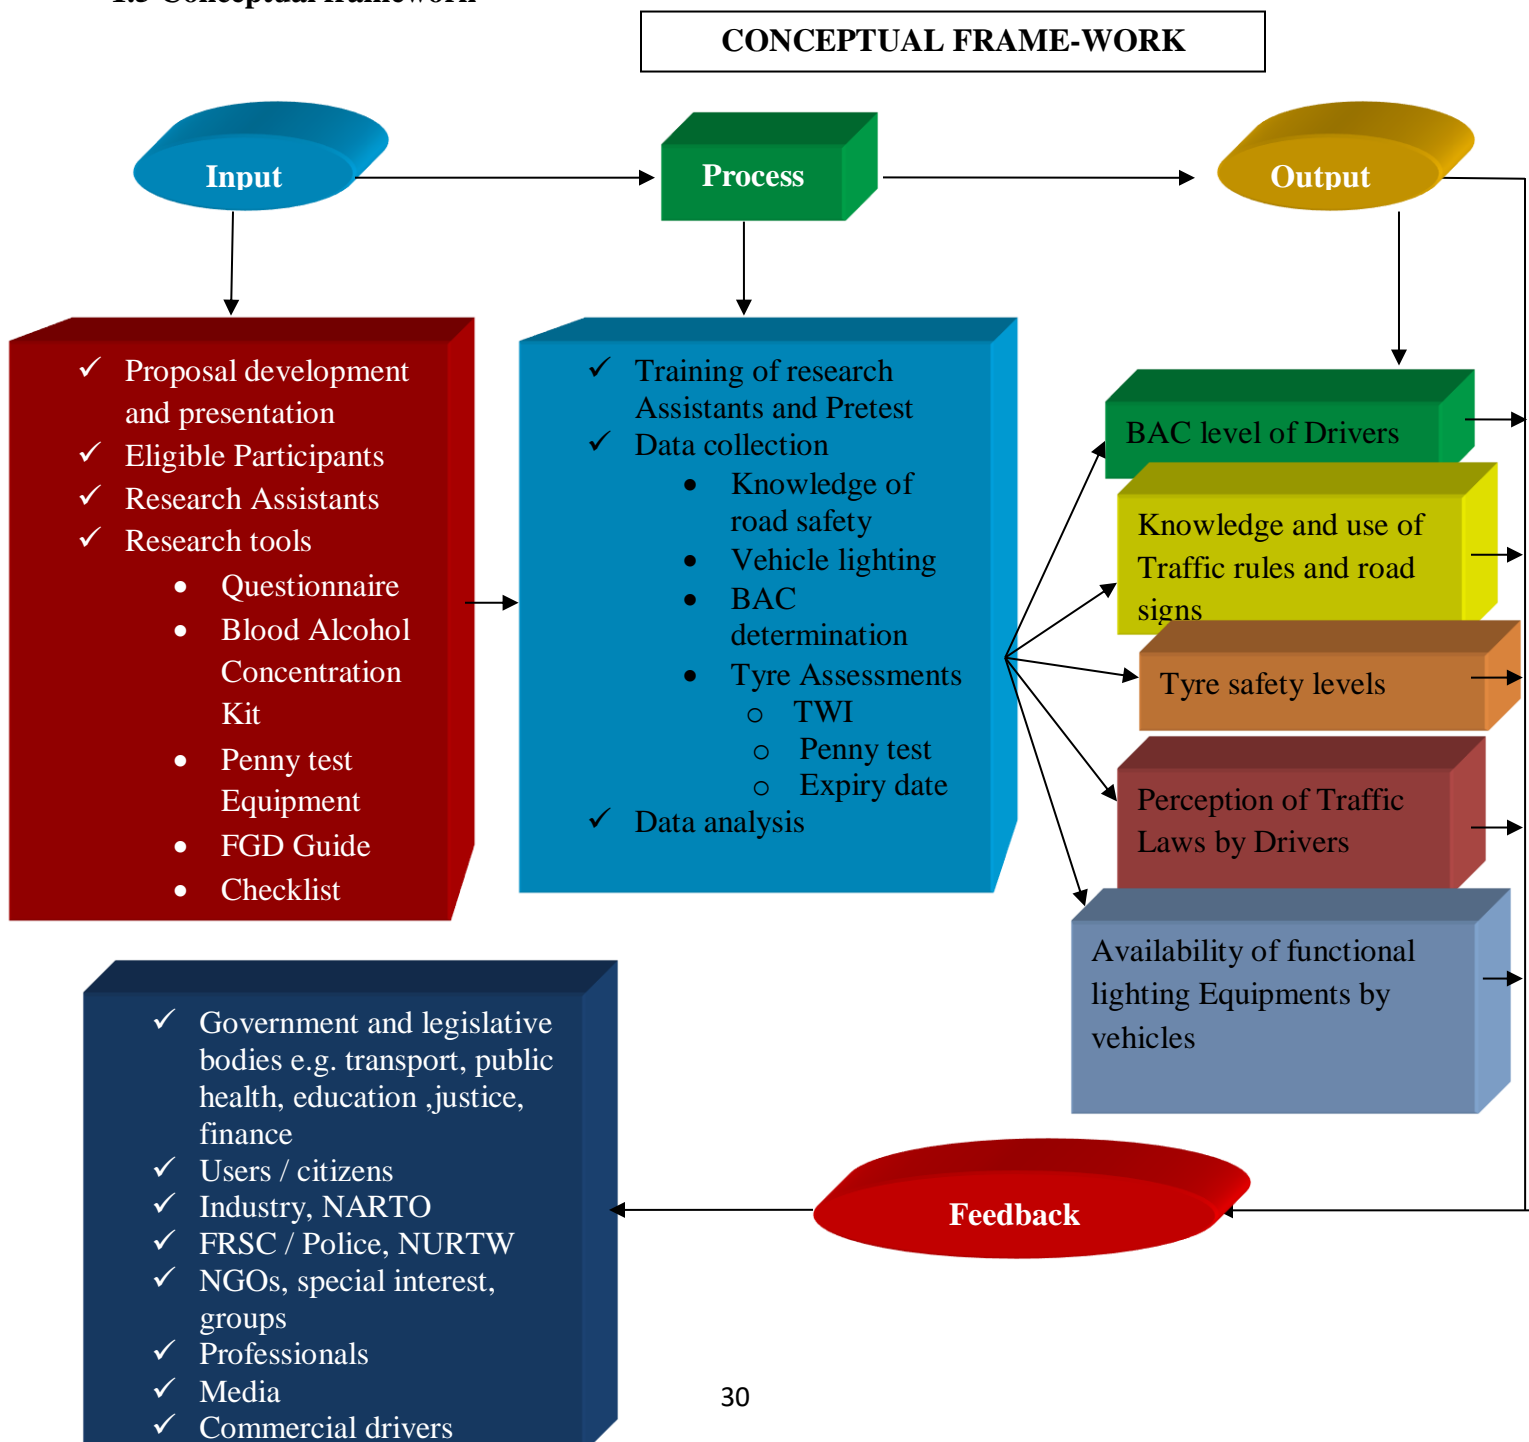 CONCEPTUAL FRAME-WORK
Input
Process
Output
✓ Proposal development
and presentation
✓ Eligible Participants
✓ Research Assistants
✓ Research tools
• Questionnaire
• Blood Alcohol
Concentration
Kit
• Penny test
Equipment
• FGD Guide
• Checklist
✓ Training of research
Assistants and Pretest
✓ Data collection
• Knowledge of
road safety
• Vehicle lighting
• BAC
determination
• Tyre Assessments
o TWI
o Penny test
o Expiry date
✓ Data analysis
BAC level of Drivers
Knowledge and use of
Traffic rules and road
signs
Tyre safety levels
Perception of Traffic
Laws by Drivers
Availability of functional
lighting Equipments by
vehicles
✓ Government and legislative
bodies e.g. transport, public
health, education ,justice,
finance
✓ Users / citizens
✓ Industry, NARTO
✓ FRSC / Police, NURTW
✓ NGOs, special interest,
groups
✓ Professionals
✓ Media
✓ Commercial drivers
Feedback
30